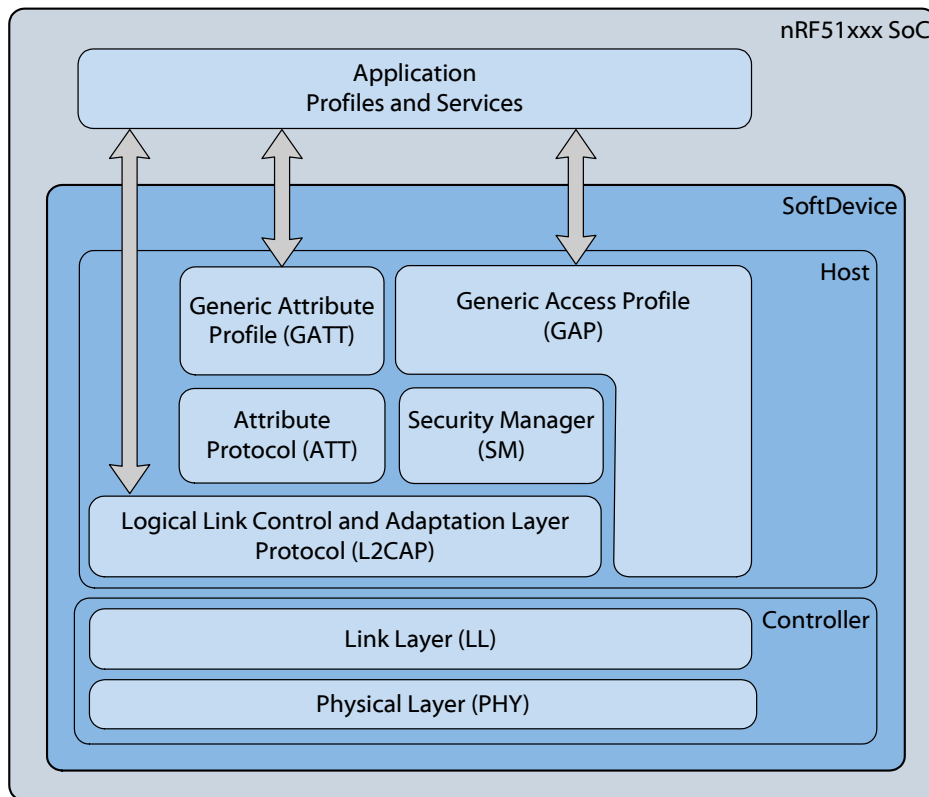 nRF51xxx SoC
Application
Profiles and Services
SoftDevice
Host
Generic Attribute
Profile (GATT)
Generic Access Profile
(GAP)
Attribute
Protocol (ATT)
Security Manager
(SM)
Logical Link Control and Adaptation Layer
Protocol (L2CAP)
Controller
Link Layer (LL)
Physical Layer (PHY)